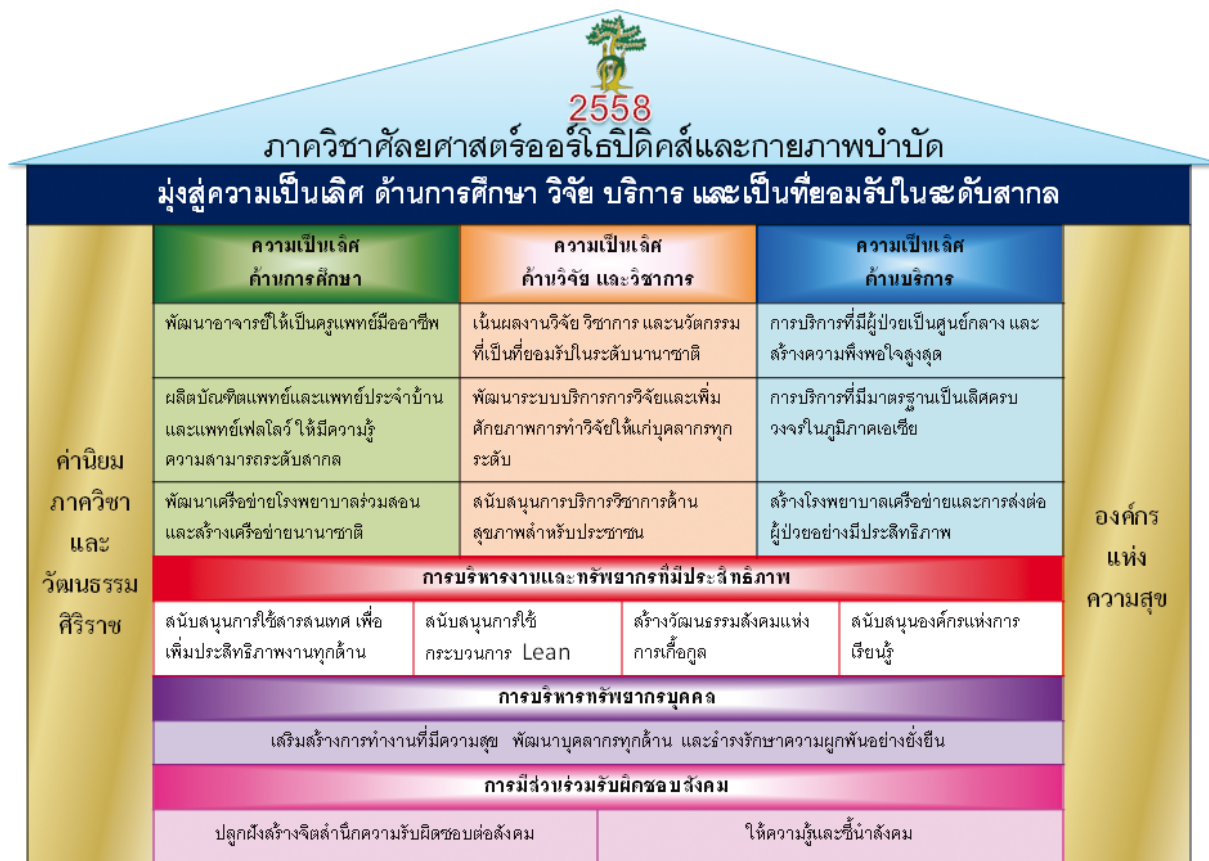 2558
ภาควิชาศัลยศาสตร์ออร์โธปิดิคส์และกายภาพบำบัด
มุ่งสู่ความเป็นเลิศ ด้านการศึกษา วิจัย บริการ และเป็นที่ยอมรับในระดับสากล
ค่านิยม
ภาควิชา
และ
วัฒนธรรม
ศิริราช
ความเป็นเลิศ
ด้านการศึกษา
ความเป็นเลิศ
ด้านวิจัย และวิชาการ
ความเป็นเลิศ
ด้านบริการ
พัฒนาอาจารย์ให้เป็นครูแพทย์มืออาชีพ
เน้นผลงานวิจัย วิชาการ และนวัตกรรม
ที่เป็นที่ยอมรับในระดับนานาชาติ
การบริการที่มีผู้ป่วยเป็นศูนย์กลาง และ
สร้างความพึงพอใจสูงสุด
ผลิตบัณฑิตแพทย์และแพทย์ประจำบ้าน
และแพทย์เฟลโลว์ ให้มีความรู้
ความสามารถระดับสากล
พัฒนาระบบบริการการวิจัยและเพิ่ม
ศักยภาพการทำวิจัยให้แก่บุคลากรทุก
ระดับ
การบริการที่มีมาตรฐานเป็นเลิศครบ
วงจรในภูมิภาคเอเชีย
พัฒนาเครือข่ายโรงพยาบาลร่วมสอน
และสร้างเครือข่ายนานาชาติ
สนับสนุนการบริการวิชาการด้าน
สุขภาพสำหรับประชาชน
สร้างโรงพยาบาลเครือข่ายและการส่งต่อ
ผู้ป่วยอย่างมีประสิทธิภาพ
การบริหารงานและทรัพยากรที่มีประสิทธิภาพ
สนับสนุนการใช้สารสนเทศ เพื่อ
เพิ่มประสิทธิภาพงานทุกด้าน
สนับสนุนการใช้
กระบวนการ Lean
สร้างวัฒนธรรมสังคมแห่ง
การเกื้อกูล
สนับสนุนองค์กรแห่งการ
เรียนรู้
การบริหารทรัพยากรบุคคล
เสริมสร้างการทำงานที่มีความสุข พัฒนาบุคลากรทุกด้าน และธำรงรักษาความผูกพันอย่างยั่งยืน
การมีส่วนร่วมรับผิดชอบสังคม
ปลูกฝังสร้างจิตสำนึกความรับผิดชอบต่อสังคม
ให้ความรู้และชี้นำสังคม
องค์กร
แห่ง
ความสุข